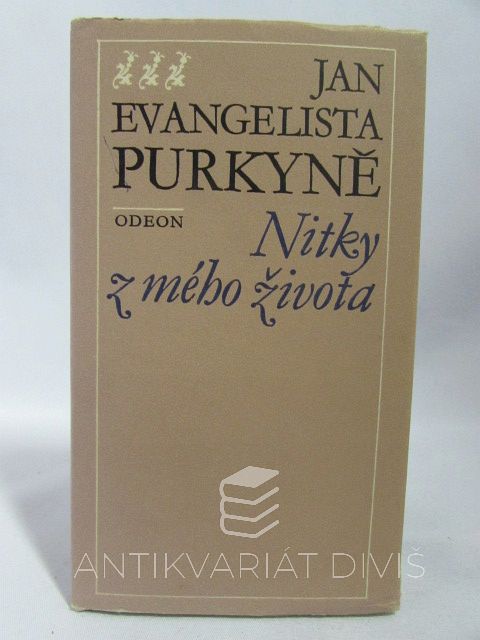 JAN
EVANGELISTA
PURKYNĚ
ODEON
Nitky
z mého života
ANTIKVARIÁT DIVIŠ